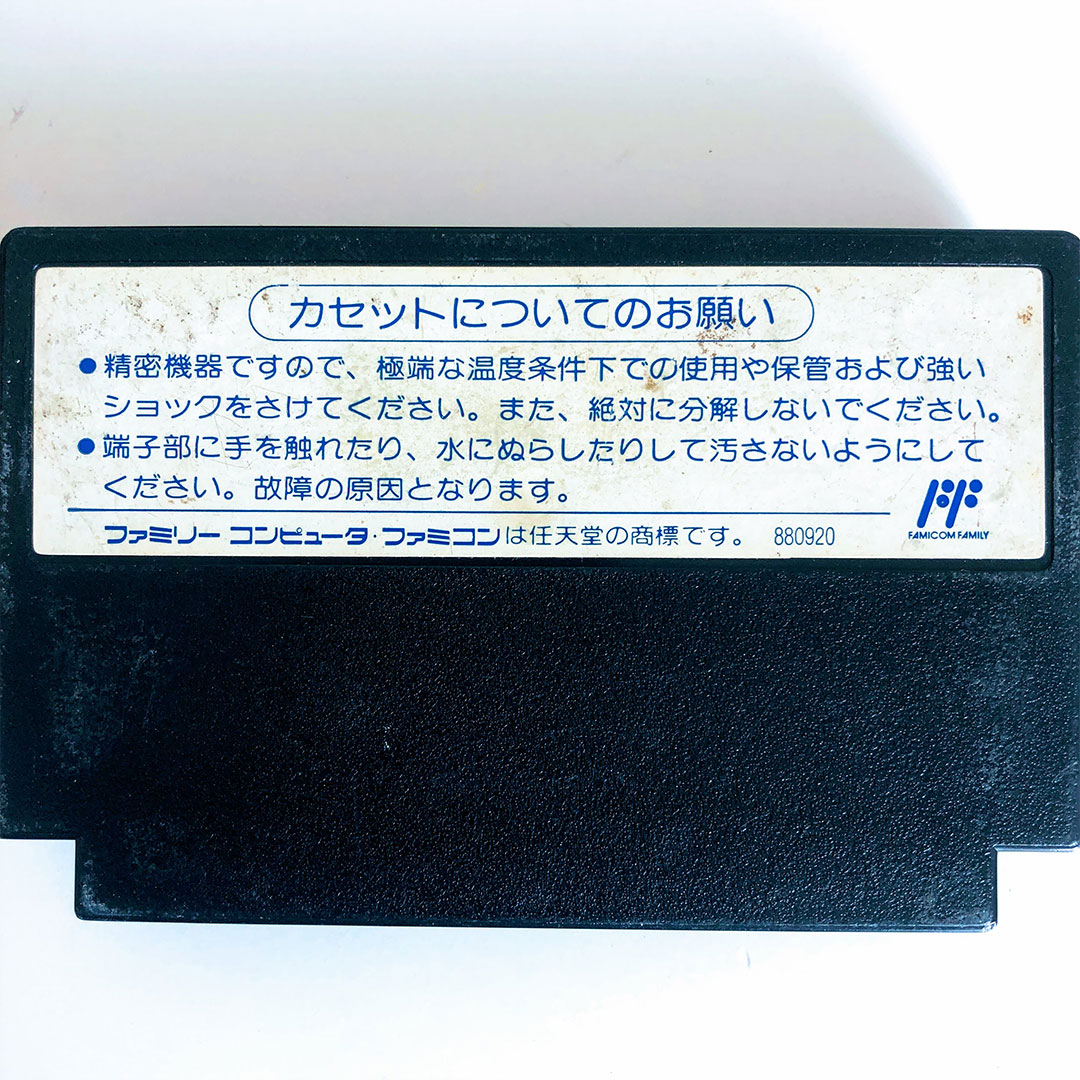 カセットについてのお願い
●精密機器ですので、極端な温度条件下での使用や保管および強い
ショックをさけてください。また、絶対に分解しないでください。
●端子部に手を触れたり、水にぬらしたりして汚さないようにして
ください。故障の原因となります。
ファミリー コンピュータ・ファミコンは任天堂の商標です。 880920
FAMICOM FAMILY